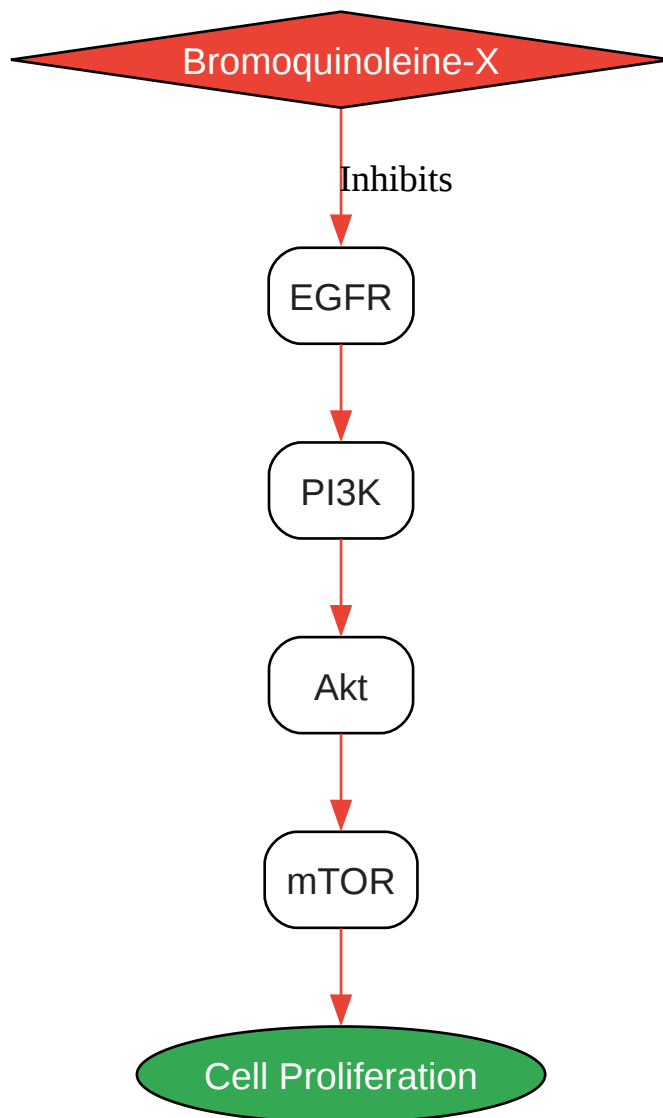 Bromoquinoleine-X
Inhibits
EGFR
PI3K
Akt
mTOR
Cell Proliferation